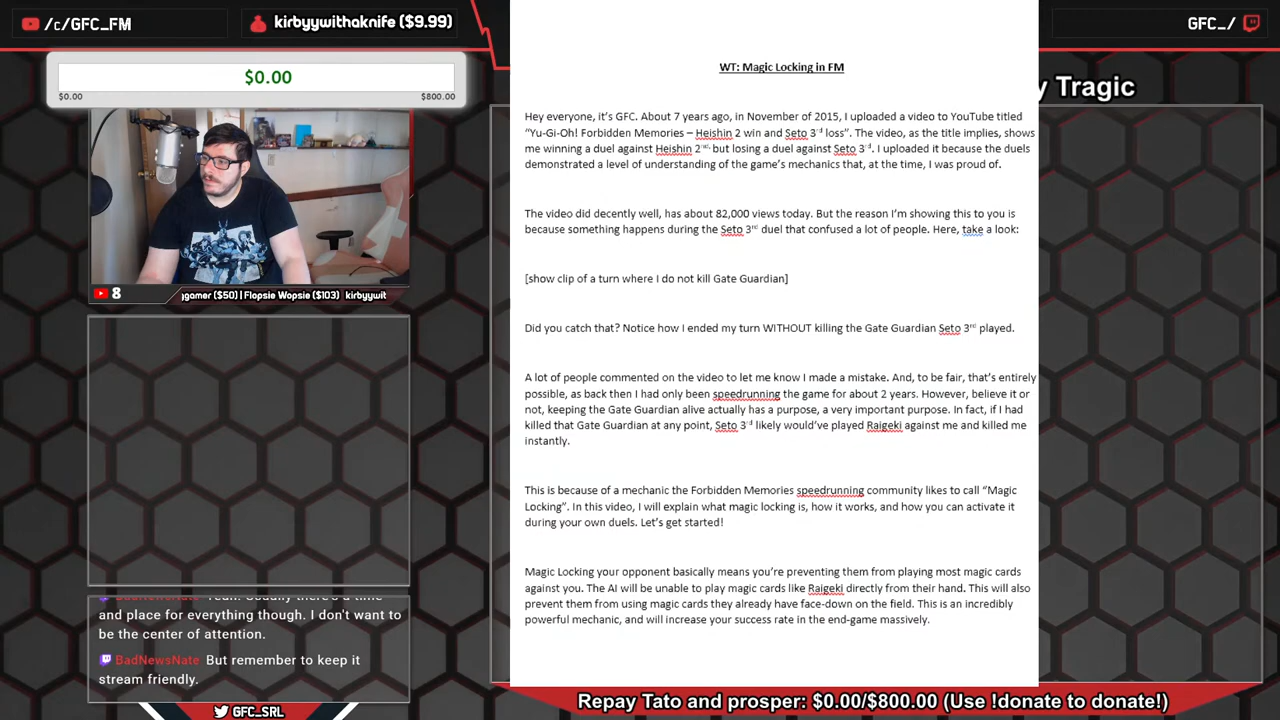 /c/GFC_FM
kirbyywithaknife ($9.99)
GFC_/
$0.00
$0.00
$800.00
y Tragic
8
gamer ($50) | Flopsie Wopsie ($103) kirbyywit
WT: Magic Locking in FM
Hey everyone, it's GFC. About 7 years ago, in November of 2015, I uploaded a video to YouTube titled
"Yu-Gi-Oh! Forbidden Memories – Heishin 2 win and Seto 3rd loss". The video, as the title implies, shows
me winning a duel against Heishin 2nd, but losing a duel against Seto 3rd. I uploaded it because the duels
demonstrated a level of understanding of the game's mechanics that, at the time, I was proud of.
The video did decently well, has about 82,000 views today. But the reason I'm showing this to you is
because something happens during the Seto 3rd duel that confused a lot of people. Here, take a look:
[show clip of a turn where I do not kill Gate Guardian]
Did you catch that? Notice how I ended my turn WITHOUT killing the Gate Guardian Seto 3rd played.
A lot of people commented on the video to let me know I made a mistake. And, to be fair, that's entirely
possible, as back then I had only been speedrunning the game for about 2 years. However, believe it or
not, keeping the Gate Guardian alive actually has a purpose, a very important purpose. In fact, if I had
killed that Gate Guardian at any point, Seto 3rd likely would've played Raigeki against me and killed me
instantly.
This is because of a mechanic the Forbidden Memories speedrunning community likes to call "Magic
Locking". In this video, I will explain what magic locking is, how it works, and how you can activate it
during your own duels. Let's get started!
Magic Locking your opponent basically means you're preventing them from playing most magic cards
against you. The AI will be unable to play magic cards like Raigeki directly from their hand. This will also
prevent them from using magic cards they already have face-down on the field. This is an incredibly
powerful mechanic, and will increase your success rate in the end-game massively.
and place for everything though. I don't want to
be the center of attention.
BadNewsNate But remember to keep it
stream friendly.
GFC_SRL
Repay Tato and prosper: $0.00/$800.00 (Use !donate to donate!)